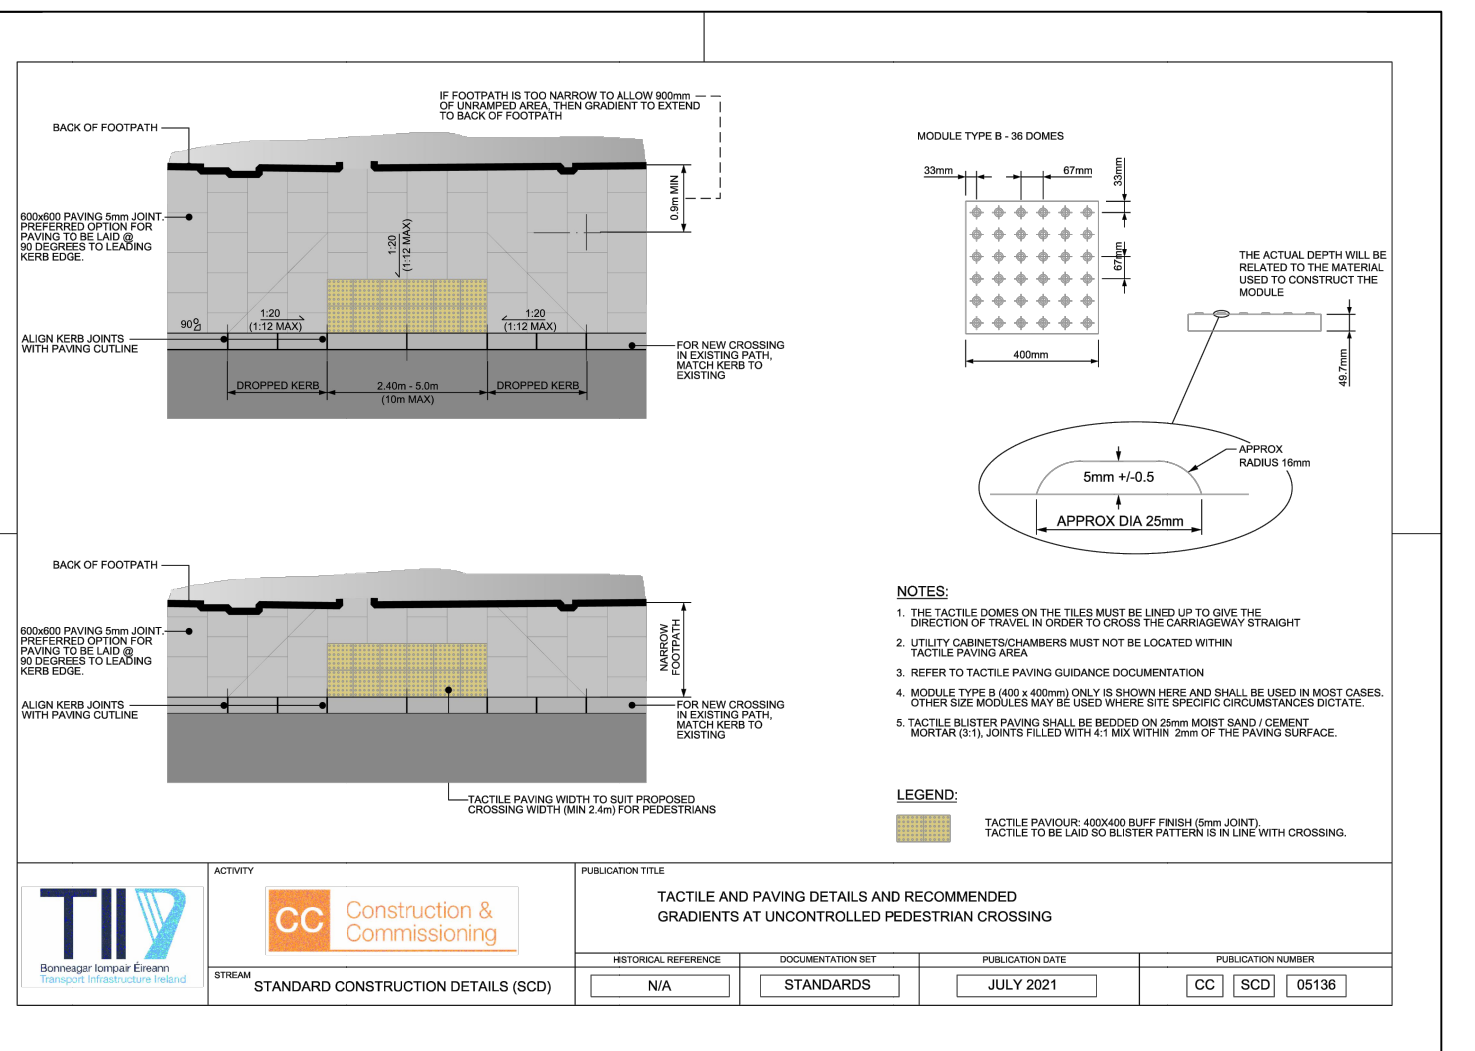 IF FOOTPATH IS TOO NARROW TO ALLOW 900mm
OF UNRAMPED AREA, THEN GRADIENT TO EXTEND
TO BACK OF FOOTPATH
BACK OF FOOTPATH
600x600 PAVING 5mm JOINT.
PREFERRED OPTION FOR
PAVING TO BE LAID @
90 DEGREES TO LEADING
KERB EDGE.
0.9m MIN
1:20
(1:12 MAX)
90°
1:20
(1:12 MAX)
1:20
(1:12 MAX)
ALIGN KERB JOINTS
WITH PAVING CUTLINE
FOR NEW CROSSING
IN EXISTING PATH,
MATCH KERB TO
EXISTING
DROPPED KERB
2.40m - 5.0m
(10m MAX)
DROPPED KERB
MODULE TYPE B - 36 DOMES
33mm
67mm
33mm
67mm
400mm
THE ACTUAL DEPTH WILL BE
RELATED TO THE MATERIAL
USED TO CONSTRUCT THE
MODULE
49.7mm
APPROX
RADIUS 16mm
5mm +/-0.5
APPROX DIA 25mm
BACK OF FOOTPATH
600x600 PAVING 5mm JOINT.
PREFERRED OPTION FOR
PAVING TO BE LAID @
90 DEGREES TO LEADING
KERB EDGE.
NARROW
FOOTPATH
ALIGN KERB JOINTS
WITH PAVING CUTLINE
FOR NEW CROSSING
IN EXISTING PATH,
MATCH KERB TO
EXISTING
TACTILE PAVING WIDTH TO SUIT PROPOSED
CROSSING WIDTH (MIN 2.4m) FOR PEDESTRIANS
NOTES:
1. THE TACTILE DOMES ON THE TILES MUST BE LINED UP TO GIVE THE
DIRECTION OF TRAVEL IN ORDER TO CROSS THE CARRIAGEWAY STRAIGHT
2. UTILITY CABINETS/CHAMBERS MUST NOT BE LOCATED WITHIN
TACTILE PAVING AREA
3. REFER TO TACTILE PAVING GUIDANCE DOCUMENTATION
4. MODULE TYPE B (400 x 400mm) ONLY IS SHOWN HERE AND SHALL BE USED IN MOST CASES.
OTHER SIZE MODULES MAY BE USED WHERE SITE SPECIFIC CIRCUMSTANCES DICTATE.
5. TACTILE BLISTER PAVING SHALL BE BEDDED ON 25mm MOIST SAND / CEMENT
MORTAR (3:1), JOINTS FILLED WITH 4:1 MIX WITHIN 2mm OF THE PAVING SURFACE.
LEGEND:
TACTILE PAVIOUR: 400X400 BUFF FINISH (5mm JOINT).
TACTILE TO BE LAID SO BLISTER PATTERN IS IN LINE WITH CROSSING.
TII
Bonneagar Iompair Éireann
Transport Infrastructure Ireland
ACTIVITY
CC
Construction &
Commissioning
STREAM
STANDARD CONSTRUCTION DETAILS (SCD)
PUBLICATION TITLE
TACTILE AND PAVING DETAILS AND RECOMMENDED
GRADIENTS AT UNCONTROLLED PEDESTRIAN CROSSING
HISTORICAL REFERENCE
N/A
DOCUMENTATION SET
STANDARDS
PUBLICATION DATE
JULY 2021
PUBLICATION NUMBER
CC SCD 05136